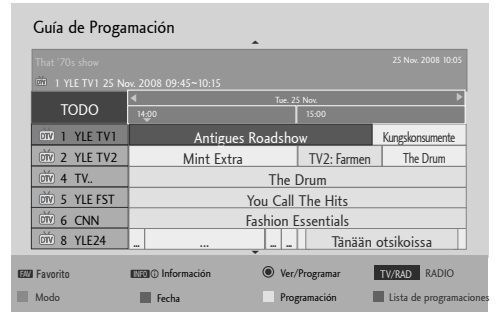 Guía de Progamación
That '70s show
25 Nov. 2008 10:05
DTV 1 YLE TV1 25 Nov. 2008 09:45~10:15
TODO
Tue. 25 Nov.
14:00 15:00
DTV 1 YLE TV1 Antigues Roadshow Kungskonsumente
DTV 2 YLE TV2 Mint Extra TV2: Farmen The Drum
DTV 4 TV.. The Drum
DTV 5 YLE FST You Call The Hits
DTV 6 CNN Fashion Essentials
DTV 8 YLE24 ... ... ... ... Tänään otsikoissa
FAV Favorito INFO i Información Ver/Programar TV/RAD RADIO
Modo Fecha Programación Lista de programaciones